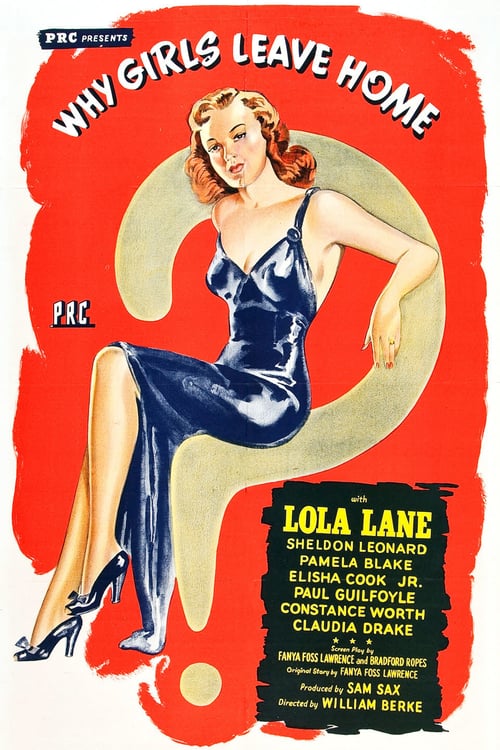 PRC PRESENTS
WHY GIRLS LEAVE HOME
PRC
with
LOLA LANE
SHELDON LEONARD
PAMELA BLAKE
ELISHA COOK JR.
PAUL GUILFOYLE
CONSTANCE WORTH
CLAUDIA DRAKE
★ ★ ★
Screen Play by
FANYA FOSS LAWRENCE and BRADFORD ROPES
Original Story by FANYA FOSS LAWRENCE
Produced by SAM SAX
Directed by WILLIAM BERKE